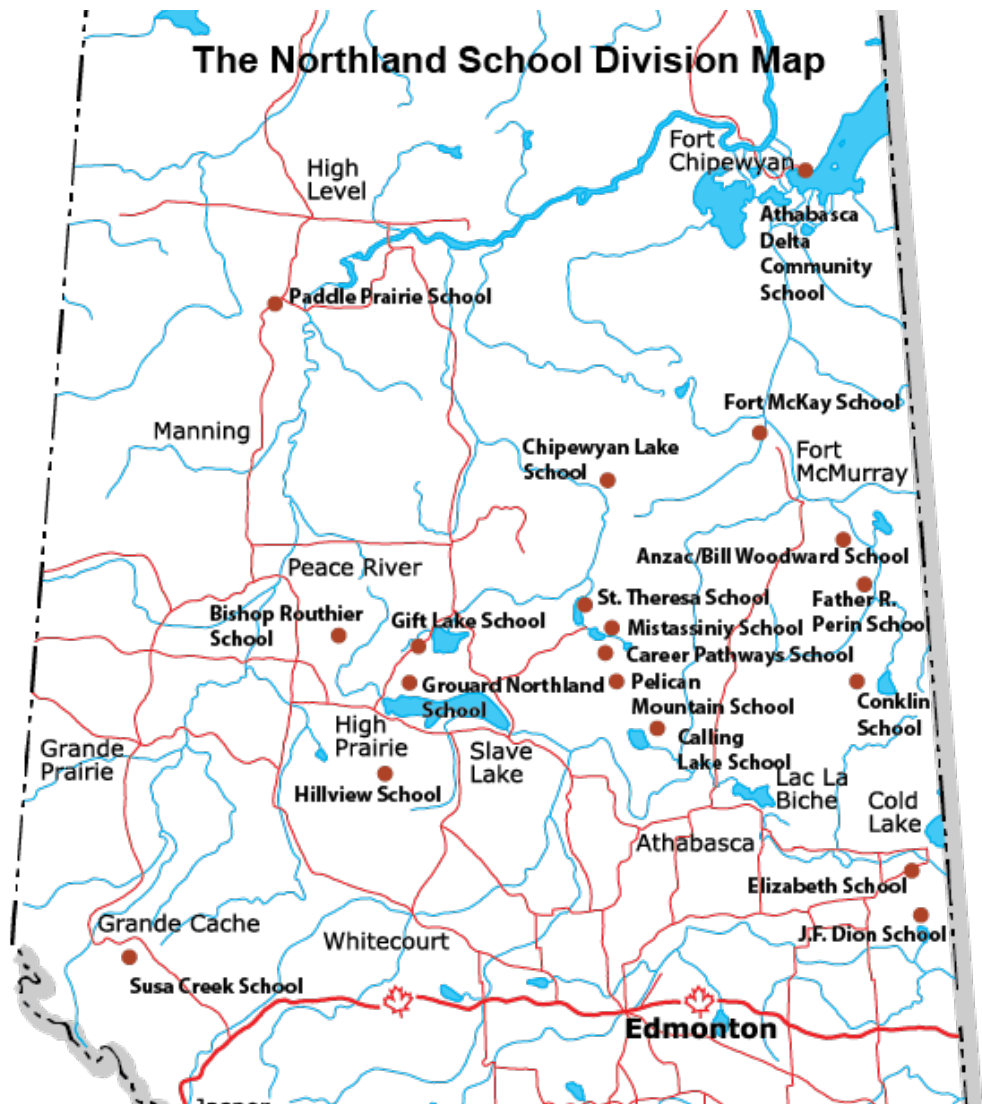 The Northland School Division Map
Fort
Chipewyan
High
Level
Athabasca
Delta
Community
School
Paddle Prairie School
Fort McKay School
Manning
Chipewyan Lake
School
Fort
McMurray
Anzac/Bill Woodward School
Peace River
St. Theresa School
Father R.
Perin School
Bishop Routhier
School
Gift Lake School
Mistassiniy School
Career Pathways School
Grouard Northland
School
Pelican
Mountain School
Conklin
School
High
Prairie
Slave
Lake
Calling
Lake School
Grande
Prairie
Hillview School
Lac La
Biche
Cold
Lake
Athabasca
Elizabeth School
Grande Cache
Whitecourt
J.F. Dion School
Susa Creek School
Edmonton